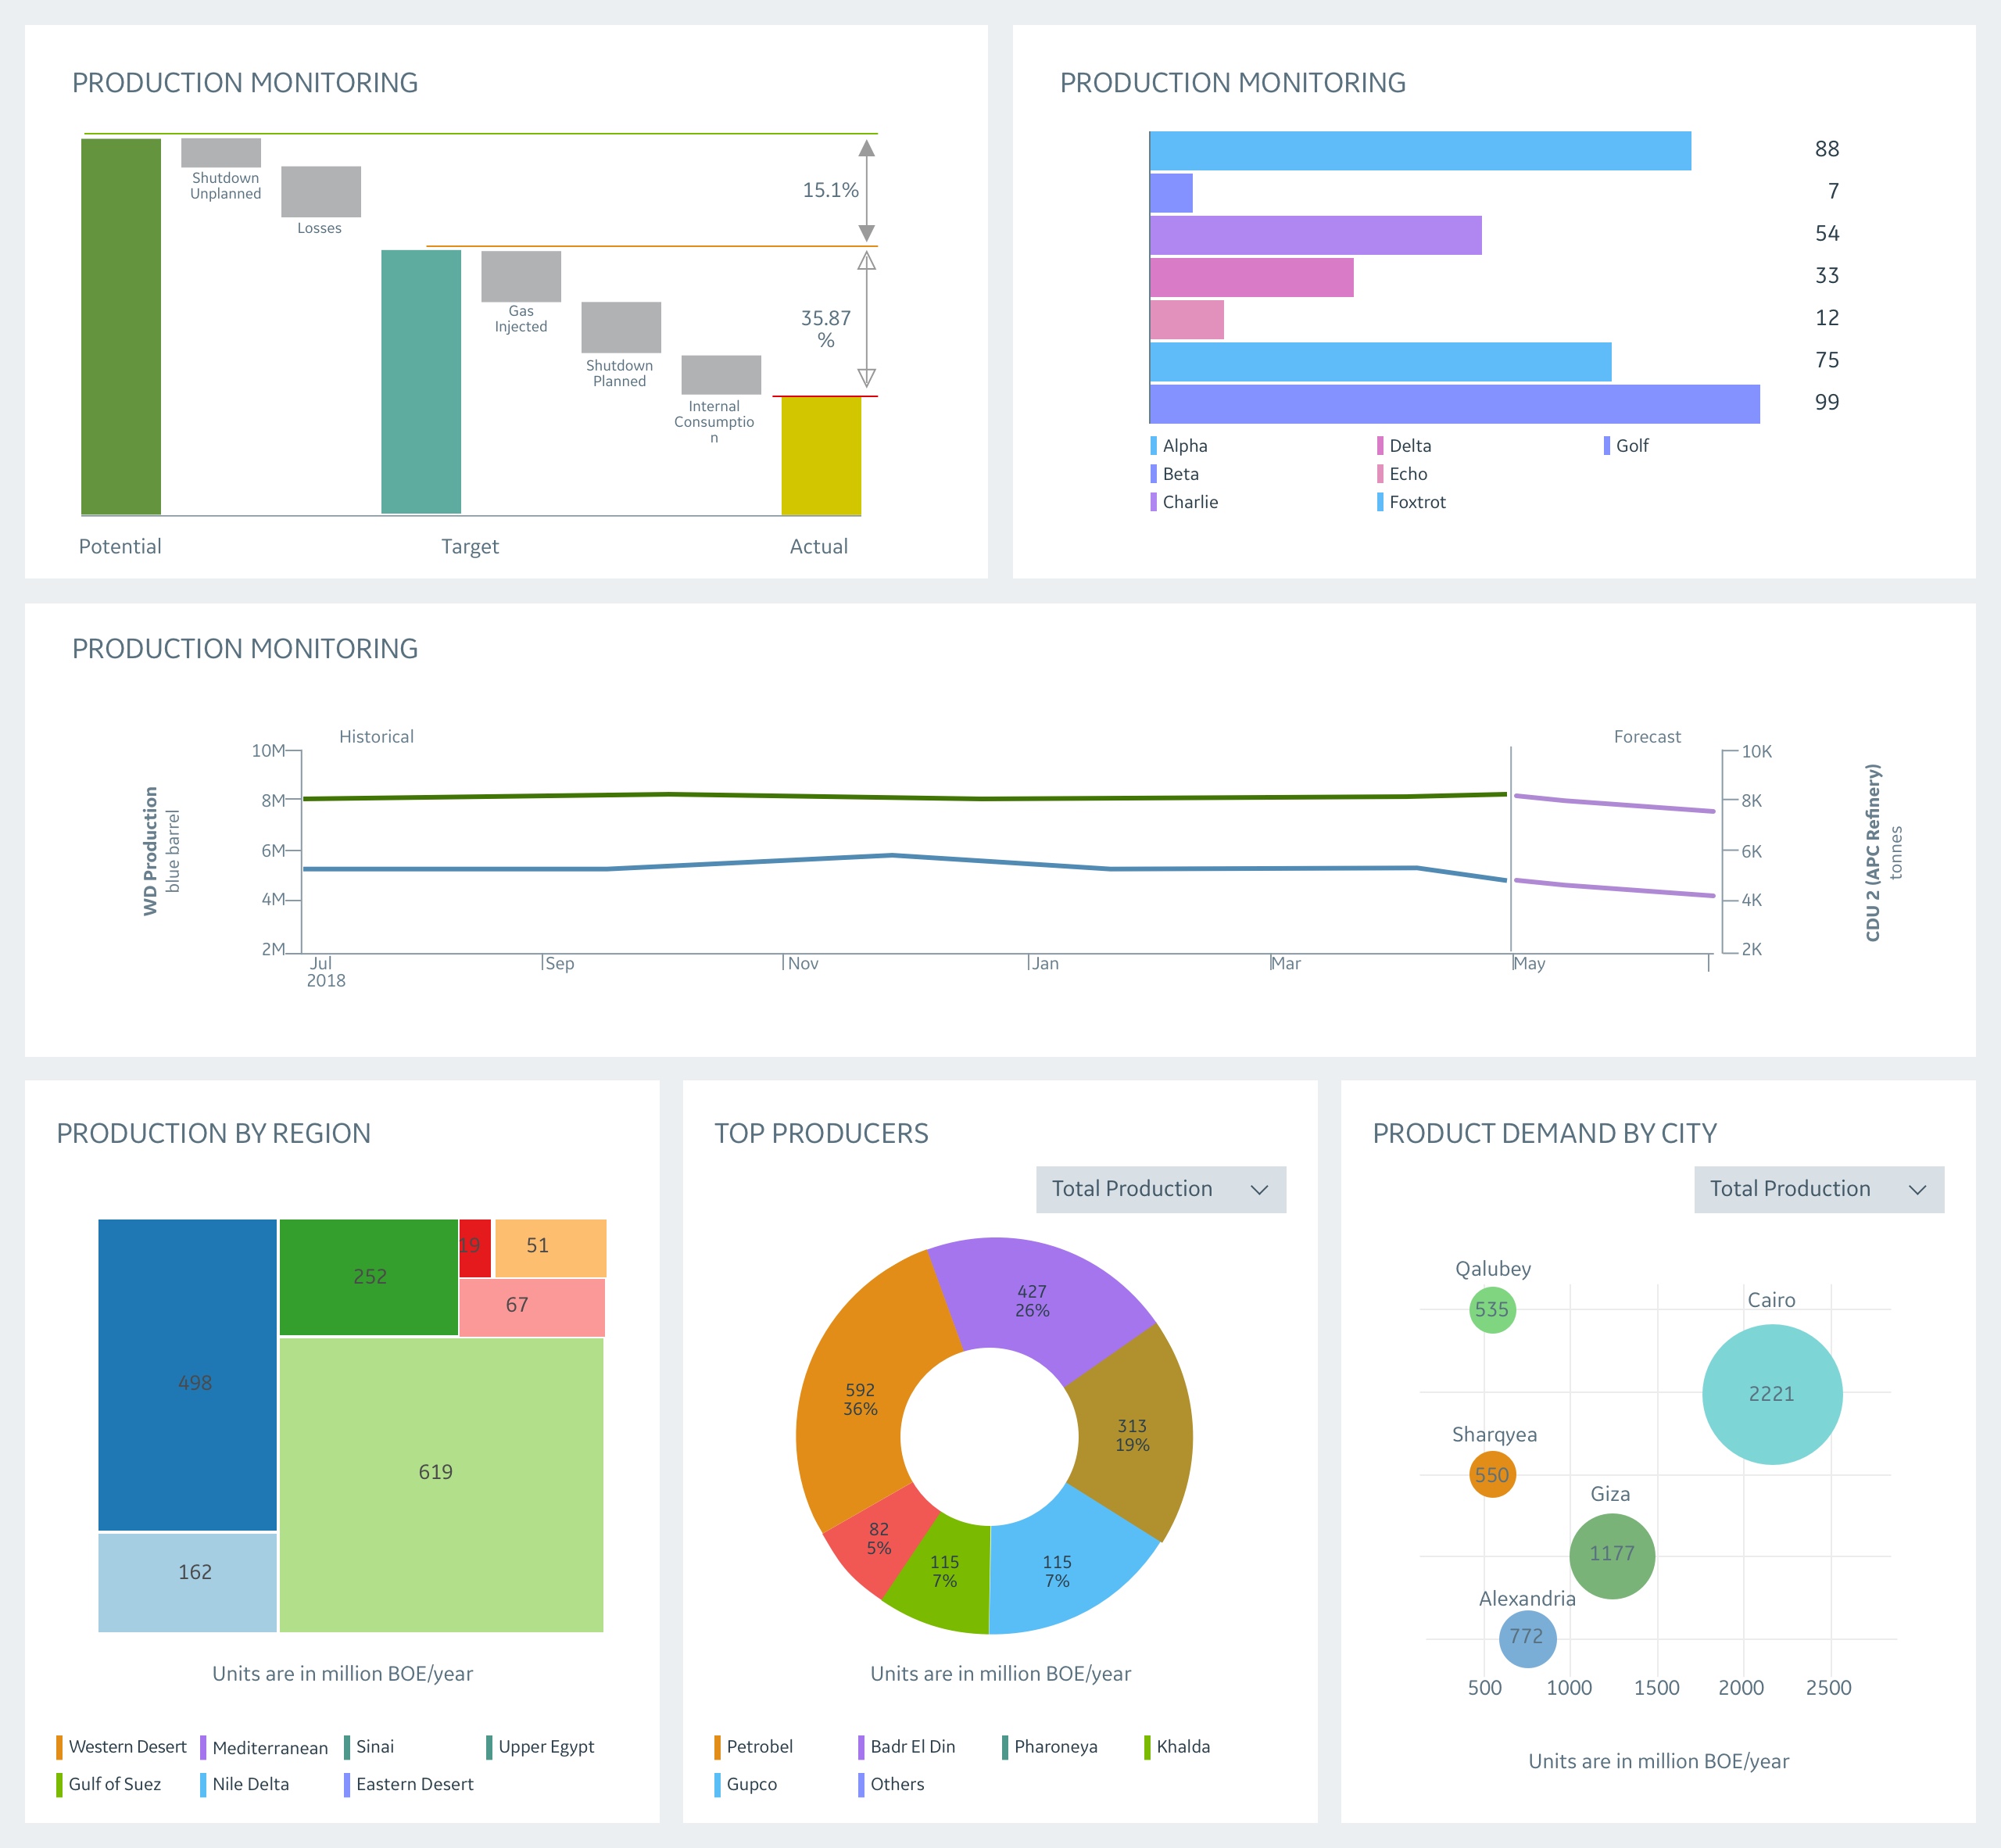 PRODUCTION MONITORING
Shutdown
Unplanned
Losses
15.1%
Gas
Injected
35.87
%
Shutdown
Planned
Internal
Consumptio
n
Potential
Target
Actual
PRODUCTION MONITORING
88
7
54
33
12
75
99
Alpha
Delta
Golf
Beta
Echo
Charlie
Foxtrot
PRODUCTION MONITORING
Historical
Forecast
10M
8M
6M
4M
2M
WD Production
blue barrel
10K
8K
6K
4K
2K
CDU 2 (APC Refinery)
tonnes
Jul
2018
Sep
Nov
Jan
Mar
May
PRODUCTION BY REGION
19
51
252
67
498
619
162
Units are in million BOE/year
Western Desert
Mediterranean
Sinai
Upper Egypt
Gulf of Suez
Nile Delta
Eastern Desert
TOP PRODUCERS
Total Production
427
26%
592
36%
313
19%
82
5%
115
7%
115
7%
Units are in million BOE/year
Petrobel
Badr El Din
Pharoneya
Khalda
Gupco
Others
PRODUCT DEMAND BY CITY
Total Production
Qalubey
535
Cairo
2221
Sharqyea
550
Giza
1177
Alexandria
772
500
1000
1500
2000
2500
Units are in million BOE/year